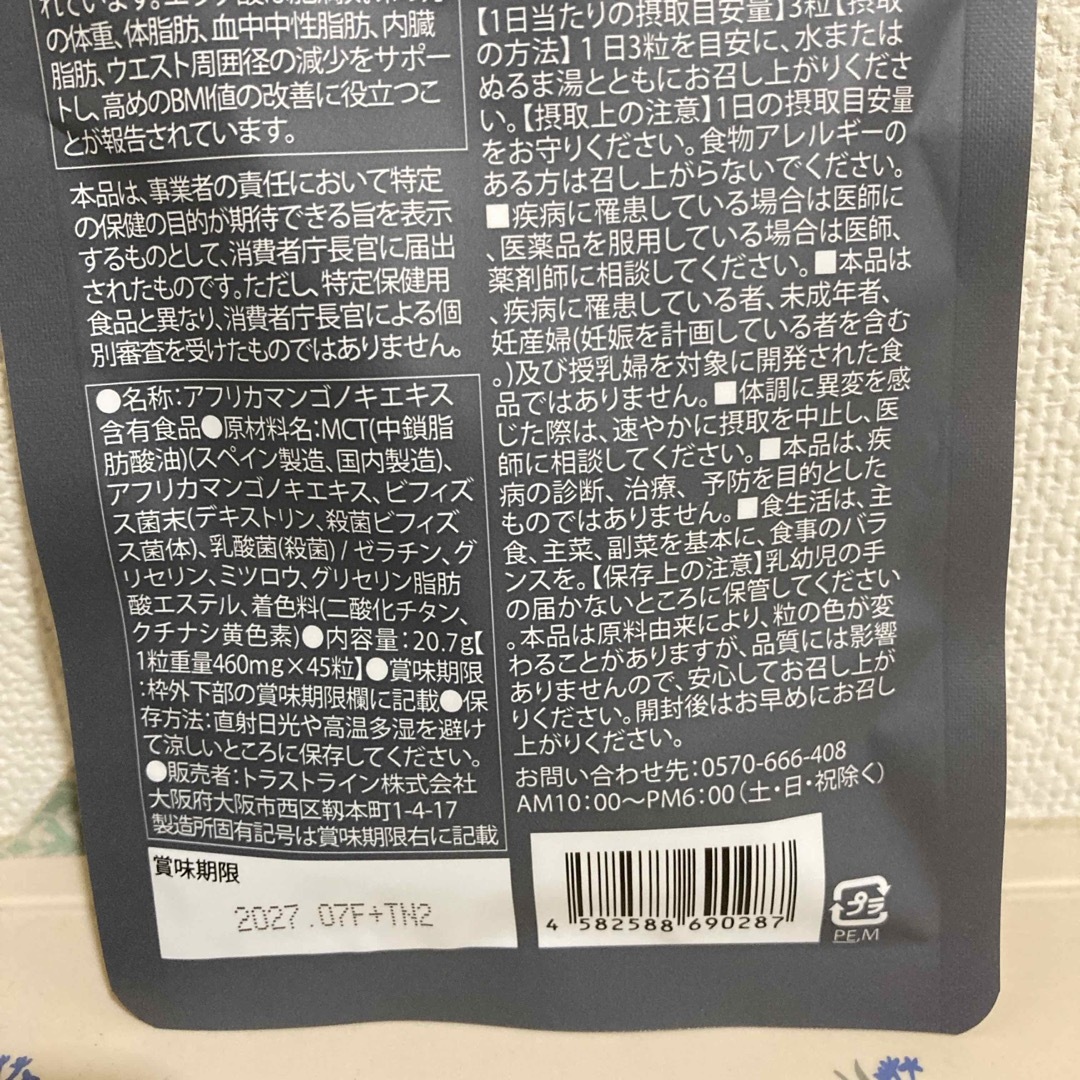 の体重、体脂肪、血中中性脂肪、内臓
脂肪、ウエスト周囲径の減少をサポー
トし、高めのBMI値の改善に役立つこ
とが報告されています。
本品は、事業者の責任において特定
の保健の目的が期待できる旨を表示
するものとして、消費者庁長官に届出
されたものです。ただし、特定保健用
食品と異なり、消費者庁長官による個
別審査を受けたものではありません。
●名称:アフリカマンゴノキエキス
含有食品●原材料名:MCT(中鎖脂
肪酸油)(スペイン製造、国内製造)、
アフリカマンゴノキエキス、ビフィズ
ス菌末(デキストリン、殺菌ビフィズ
ス菌体)、乳酸菌(殺菌) / ゼラチン、グ
リセリン、ミツロウ、グリセリン脂肪
酸エステル、着色料(二酸化チタン、
クチナシ黄色素)●内容量:20.7g【
1粒重量460mg×45粒】●賞味期限
:枠外下部の賞味期限欄に記載●保
存方法:直射日光や高温多湿を避け
て涼しいところに保存してください。
●販売者:トラストライン株式会社
大阪府大阪市西区靱本町1-4-17
製造所固有記号は賞味期限右に記載
賞味期限
2027.07F+TN2
【1日当たりの摂取目安量】3粒【摂取
の方法】1日3粒を目安に、水または
ぬるま湯とともにお召し上がりくださ
い。【摂取上の注意】1日の摂取目安量
をお守りください。食物アレルギーの
ある方は召し上がらないでください。
■疾病に罹患している場合は医師に
、医薬品を服用している場合は医師、
薬剤師に相談してください。■本品は
、疾病に罹患している者、未成年者、
妊産婦(妊娠を計画している者を含む
。)及び授乳婦を対象に開発された食
品ではありません。■体調に異変を感
じた際は、速やかに摂取を中止し、医
師に相談してください。■本品は、疾
病の診断、治療、予防を目的とした
ものではありません。■食生活は、主
食、主菜、副菜を基本に、食事のバラ
ンスを。【保存上の注意】乳幼児の手
の届かないところに保管してください
。本品は原料由来により、粒の色が変
わることがありますが、品質には影響
ありませんので、安心してお召し上が
りください。開封後はお早めにお召し
上がりください。
お問い合わせ先:0570-666-408
AM10:00〜PM6:00(土・日・祝除く)
4 582588 690287
プラ
PE,M